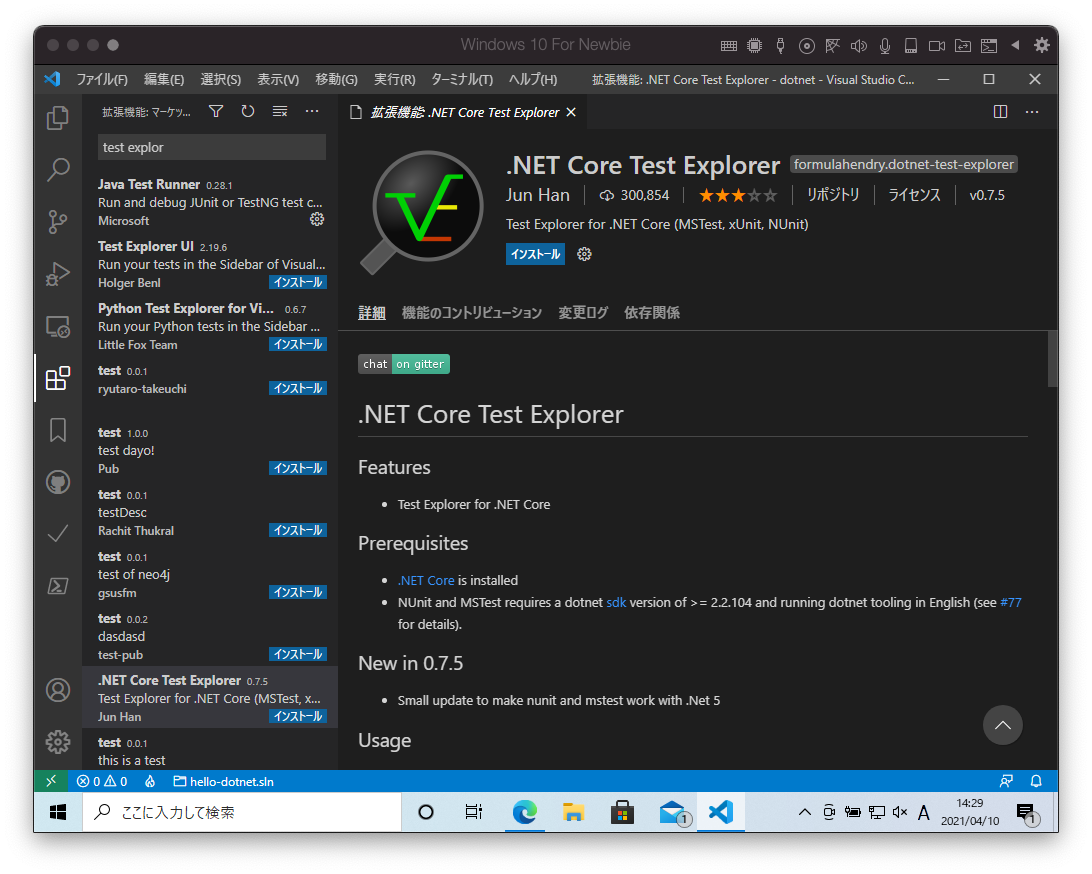 Windows 10 For Newbie
ファイル(F) 編集(E) 選択(S) 表示(V) 移動(G) 実行(R) ターミナル(T) ヘルプ(H) 拡張機能: .NET Core Test Explorer - dotnet - Visual Studio C...
拡張機能: マーケッ...
test explor
Java Test Runner 0.28.1
Run and debug JUnit or TestNG test c...
Microsoft
Test Explorer UI 2.19.6
Run your tests in the Sidebar of Visual...
Holger Benl インストール
Python Test Explorer for Vi... 0.6.7
Run your Python tests in the Sidebar ...
Little Fox Team インストール
test 0.0.1
ryutaro-takeuchi インストール
test 1.0.0
test dayo!
Pub インストール
test 0.0.1
testDesc
Rachit Thukral インストール
test 0.0.1
test of neo4j
gsusfm インストール
test 0.0.2
dasdasd
test-pub インストール
.NET Core Test Explorer 0.7.5
Test Explorer for .NET Core (MSTest, x...
Jun Han インストール
test 0.0.1
this is a test
拡張機能: .NET Core Test Explorer
.NET Core Test Explorer formulahendry.dotnet-test-explorer
Jun Han 300,854 リポジトリ ライセンス v0.7.5
Test Explorer for .NET Core (MSTest, xUnit, NUnit)
インストール
詳細 機能のコントリビューション 変更ログ 依存関係
chat on gitter
.NET Core Test Explorer
Features
• Test Explorer for .NET Core
Prerequisites
• .NET Core is installed
• NUnit and MSTest requires a dotnet sdk version of >= 2.2.104 and running dotnet tooling in English (see #77
for details).
New in 0.7.5
• Small update to make nunit and mstest work with .Net 5
Usage
0 0 hello-dotnet.sln
ここに入力して検索
1
A
14:29
2021/04/10
1